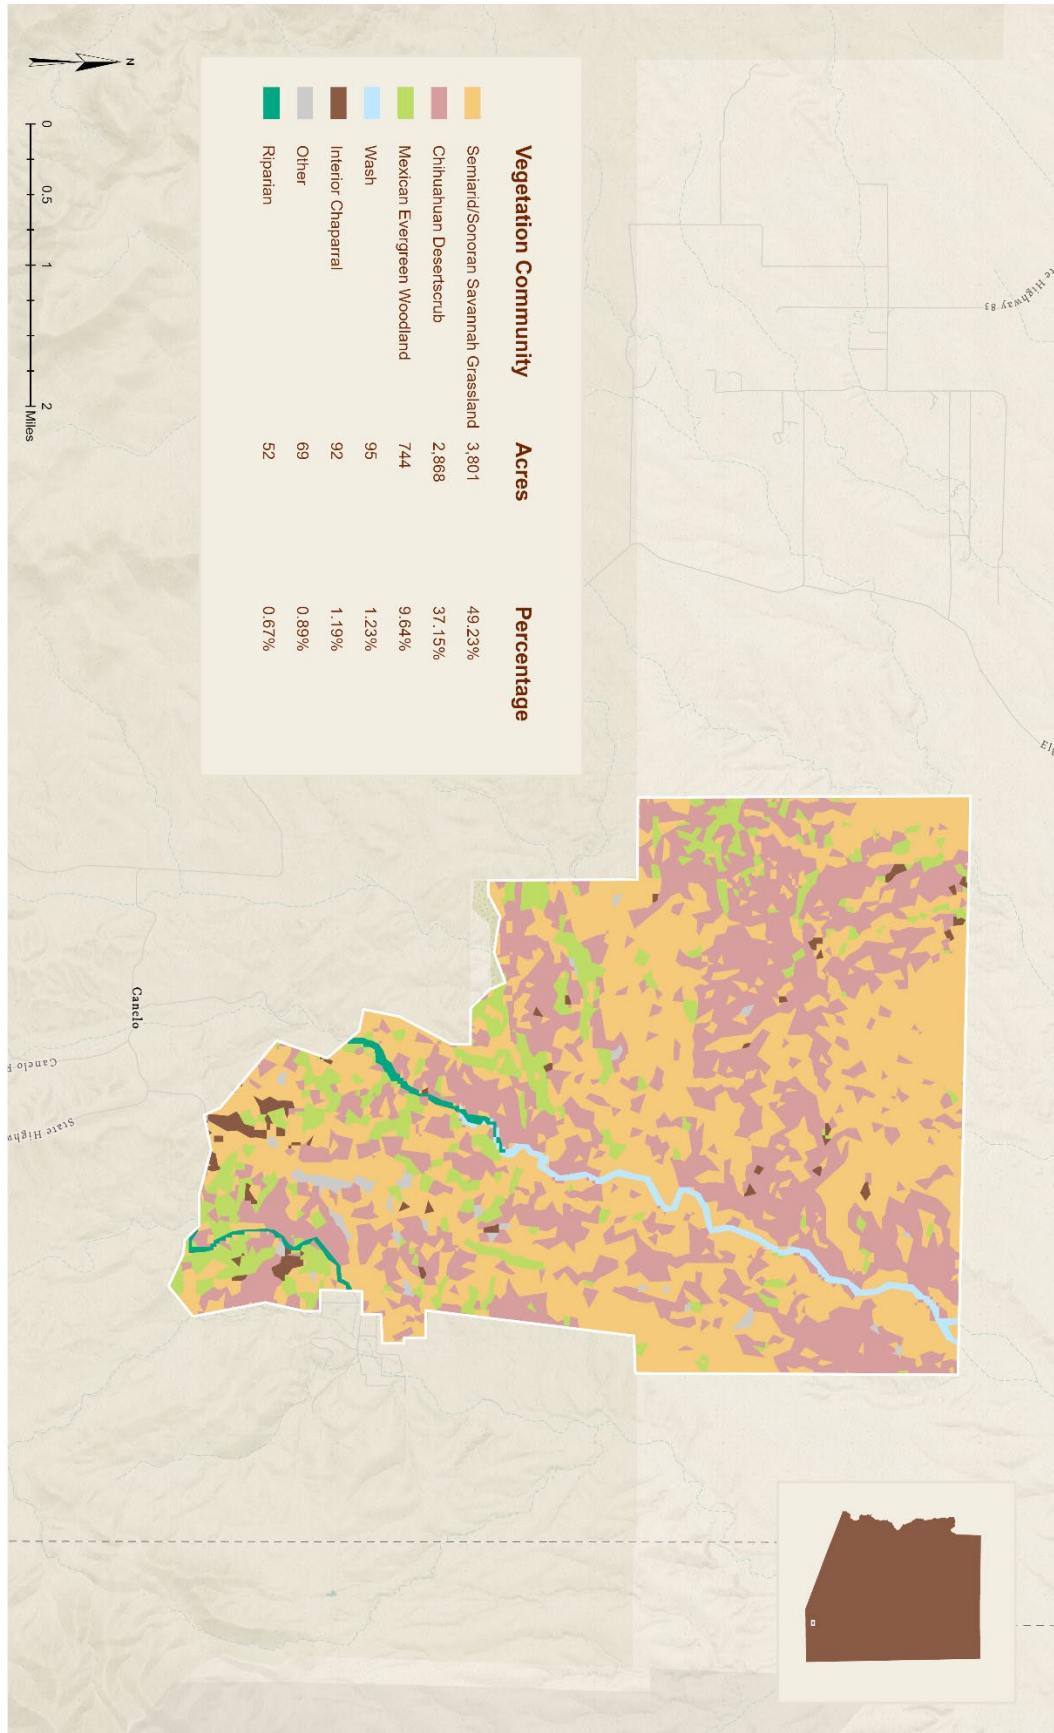 Vegetation Community Acres Percentage
Semiarid/Sonoran Savannah Grassland 3,801 49.23%
Chihuahuan Desertscrub 2,868 37.15%
Mexican Evergreen Woodland 744 9.64%
Wash 95 1.23%
Interior Chaparral 92 1.19%
Other 69 0.89%
Riparian 52 0.67%
N
0 0.5 1 2
Miles
te Highway 83
Elg
Canelo
Canelo P
State Highw